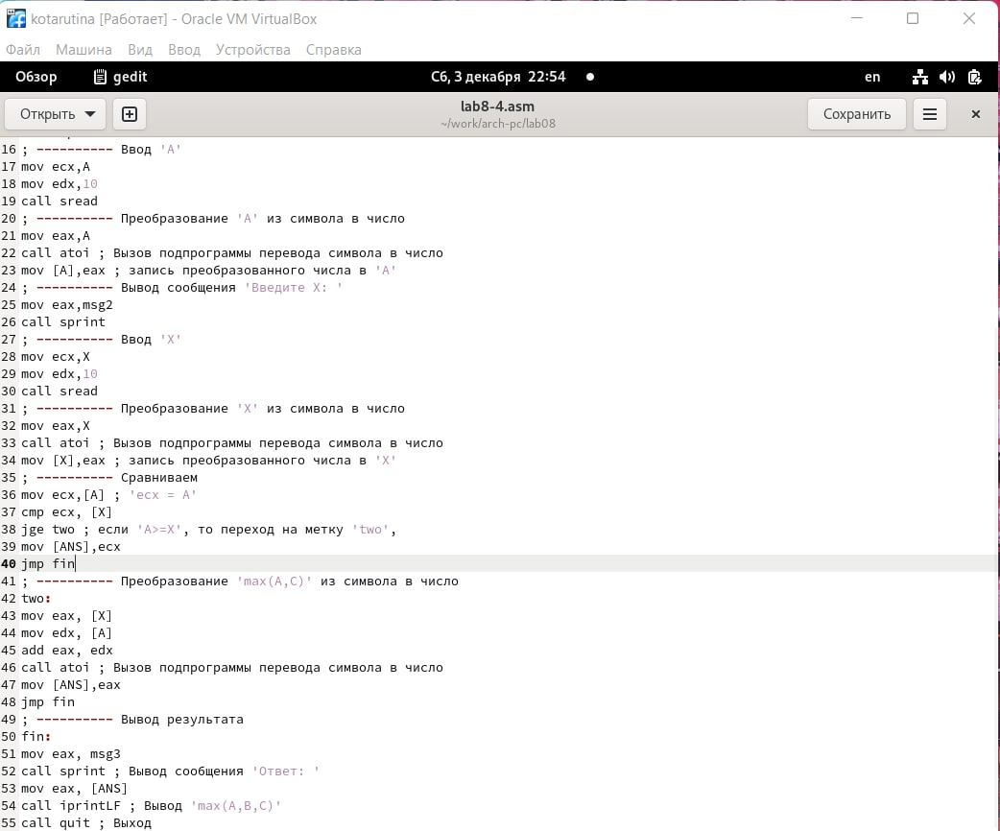 kotarutina [Работает] - Oracle VM VirtualBox
Файл Машина Вид Ввод Устройства Справка
Обзор gedit Сб, 3 декабря 22:54 en
Открыть lab8-4.asm Сохранить
~/work/arch-pc/lab08
16 ; ---------- Ввод 'A'
17 mov ecx,A
18 mov edx,10
19 call sread
20 ; ---------- Преобразование 'A' из символа в число
21 mov eax,A
22 call atoi ; Вызов подпрограммы перевода символа в число
23 mov [A],eax ; запись преобразованного числа в 'A'
24 ; ---------- Вывод сообщения 'Введите X: '
25 mov eax,msg2
26 call sprint
27 ; ---------- Ввод 'X'
28 mov ecx,X
29 mov edx,10
30 call sread
31 ; ---------- Преобразование 'X' из символа в число
32 mov eax,X
33 call atoi ; Вызов подпрограммы перевода символа в число
34 mov [X],eax ; запись преобразованного числа в 'X'
35 ; ---------- Сравниваем
36 mov ecx,[A] ; 'ecx = A'
37 cmp ecx, [X]
38 jge two ; если 'A>=X', то переход на метку 'two',
39 mov [ANS],ecx
40 jmp fin
41 ; ---------- Преобразование 'max(A,C)' из символа в число
42 two:
43 mov eax, [X]
44 mov edx, [A]
45 add eax, edx
46 call atoi ; Вызов подпрограммы перевода символа в число
47 mov [ANS],eax
48 jmp fin
49 ; ---------- Вывод результата
50 fin:
51 mov eax, msg3
52 call sprint ; Вывод сообщения 'Ответ: '
53 mov eax, [ANS]
54 call iprintLF ; Вывод 'max(A,B,C)'
55 call quit ; Выход